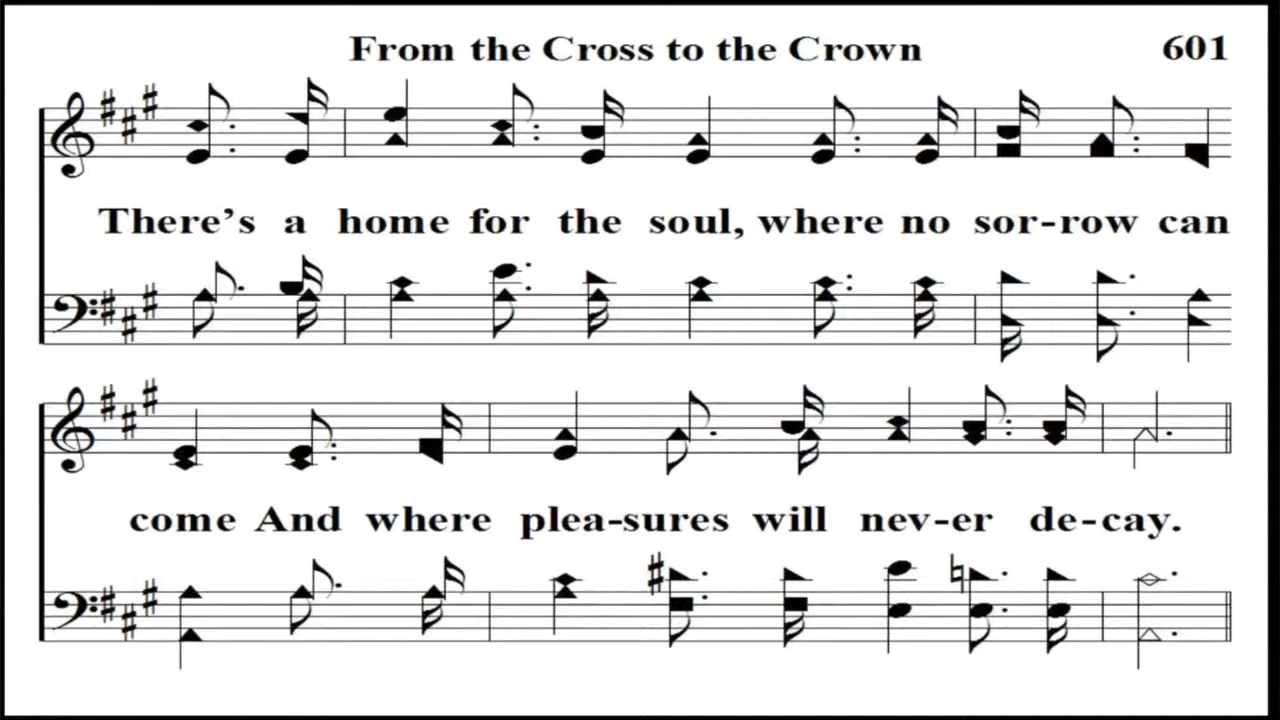 From the Cross to the Crown 601
There's a home for the soul, where no sor-row can
come And where plea-sures will nev-er de-cay.